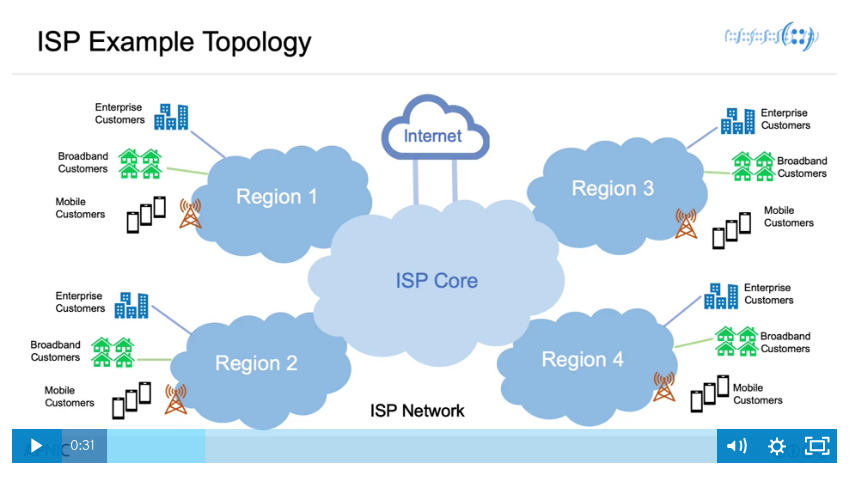 ISP Example Topology
Internet
Enterprise
Customers
Broadband
Customers
Mobile
Customers
Region 1
Enterprise
Customers
Broadband
Customers
Mobile
Customers
Region 3
ISP Core
Enterprise
Customers
Broadband
Customers
Mobile
Customers
Region 2
Enterprise
Customers
Broadband
Customers
Mobile
Customers
Region 4
ISP Network
0:31